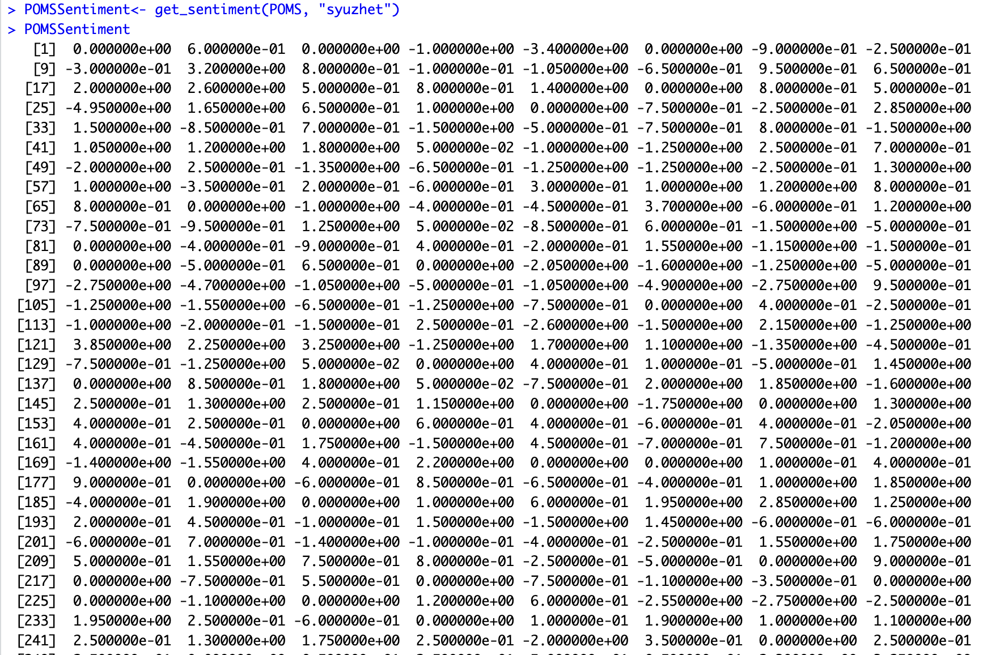 > POMSSentiment<- get_sentiment(POMS, "syuzhet")
> POMSSentiment
[1] 0.000000e+00 6.000000e-01 0.000000e+00 -1.000000e+00 -3.400000e+00 0.000000e+00 -9.000000e-01 -2.500000e-01
[9] -3.000000e-01 3.200000e+00 8.000000e-01 -1.000000e-01 -1.050000e+00 -6.500000e-01 9.500000e-01 6.500000e-01
[17] 2.000000e+00 2.600000e+00 5.000000e-01 8.000000e-01 1.400000e+00 0.000000e+00 8.000000e-01 5.000000e-01
[25] -4.950000e+00 1.650000e+00 6.500000e-01 1.000000e+00 0.000000e+00 -7.500000e-01 -2.500000e-01 2.850000e+00
[33] 1.500000e+00 -8.500000e-01 7.000000e-01 -1.500000e+00 -5.000000e-01 -7.500000e-01 8.000000e-01 -1.500000e+00
[41] 1.050000e+00 1.200000e+00 1.800000e+00 5.000000e-02 -1.000000e+00 -1.250000e+00 2.500000e-01 7.000000e-01
[49] -2.000000e+00 2.500000e-01 -1.350000e+00 -6.500000e-01 -1.250000e+00 -1.250000e+00 -2.500000e-01 1.300000e+00
[57] 1.000000e+00 -3.500000e-01 2.000000e-01 -6.000000e-01 3.000000e-01 1.000000e+00 1.200000e+00 8.000000e-01
[65] 8.000000e-01 0.000000e+00 -1.000000e+00 -4.000000e-01 -4.500000e-01 3.700000e+00 -6.000000e-01 1.200000e+00
[73] -7.500000e-01 -9.500000e-01 1.250000e+00 5.000000e-02 -8.500000e-01 6.000000e-01 -1.500000e+00 -5.000000e-01
[81] 0.000000e+00 -4.000000e-01 -9.000000e-01 4.000000e-01 -2.000000e-01 1.550000e+00 -1.150000e+00 -1.500000e-01
[89] 0.000000e+00 -5.000000e-01 6.500000e-01 0.000000e+00 -2.050000e+00 -1.600000e+00 -1.250000e+00 -5.000000e-01
[97] -2.750000e+00 -4.700000e+00 -1.050000e+00 -5.000000e-01 -1.050000e+00 -4.900000e+00 -2.750000e+00 9.500000e-01
[105] -1.250000e+00 -1.550000e+00 -6.500000e-01 -1.250000e+00 -7.500000e-01 0.000000e+00 4.000000e-01 -2.500000e-01
[113] -1.000000e+00 -2.000000e-01 -1.500000e-01 2.500000e-01 -2.600000e+00 -1.500000e+00 2.150000e+00 -1.250000e+00
[121] 3.850000e+00 2.250000e+00 3.250000e+00 -1.250000e+00 1.700000e+00 1.100000e+00 -1.350000e+00 -4.500000e-01
[129] -7.500000e-01 -1.250000e+00 5.000000e-02 0.000000e+00 4.000000e-01 1.000000e-01 -5.000000e-01 1.450000e+00
[137] 0.000000e+00 8.500000e-01 1.800000e+00 5.000000e-02 -7.500000e-01 2.000000e+00 1.850000e+00 -1.600000e+00
[145] 2.500000e-01 1.300000e+00 2.500000e-01 1.150000e+00 0.000000e+00 -1.750000e+00 0.000000e+00 1.300000e+00
[153] 4.000000e-01 2.500000e-01 0.000000e+00 6.000000e-01 4.000000e-01 -6.000000e-01 4.000000e-01 -2.050000e+00
[161] 4.000000e-01 -4.500000e-01 1.750000e+00 -1.500000e+00 4.500000e-01 -7.000000e-01 7.500000e-01 -1.200000e+00
[169] -1.400000e+00 -1.550000e+00 4.000000e-01 2.200000e+00 0.000000e+00 0.000000e+00 1.000000e-01 4.000000e-01
[177] 9.000000e-01 0.000000e+00 -6.000000e-01 8.500000e-01 -6.500000e-01 -4.000000e-01 1.000000e+00 1.850000e+00
[185] -4.000000e-01 1.900000e+00 0.000000e+00 1.000000e+00 6.000000e-01 1.950000e+00 2.850000e+00 1.250000e+00
[193] 2.000000e-01 4.500000e-01 -1.000000e-01 1.500000e+00 -1.500000e+00 1.450000e+00 -6.000000e-01 -6.000000e-01
[201] -6.000000e-01 7.000000e-01 -1.400000e+00 -1.000000e-01 -4.000000e-01 -2.500000e-01 1.550000e+00 1.750000e+00
[209] 5.000000e-01 1.550000e+00 7.500000e-01 8.000000e-01 -2.500000e-01 -5.000000e-01 0.000000e+00 9.000000e-01
[217] 0.000000e+00 -7.500000e-01 5.500000e-01 0.000000e+00 -7.500000e-01 -1.100000e+00 -3.500000e-01 0.000000e+00
[225] 0.000000e+00 -1.100000e+00 0.000000e+00 1.200000e+00 6.000000e-01 -2.550000e+00 -2.750000e+00 -2.500000e-01
[233] 1.950000e+00 2.500000e-01 -6.000000e-01 0.000000e+00 1.000000e-01 1.900000e+00 1.000000e+00 1.100000e+00
[241] 2.500000e-01 1.300000e+00 1.750000e+00 2.500000e-01 -2.000000e+00 3.500000e-01 0.000000e+00 2.500000e-01